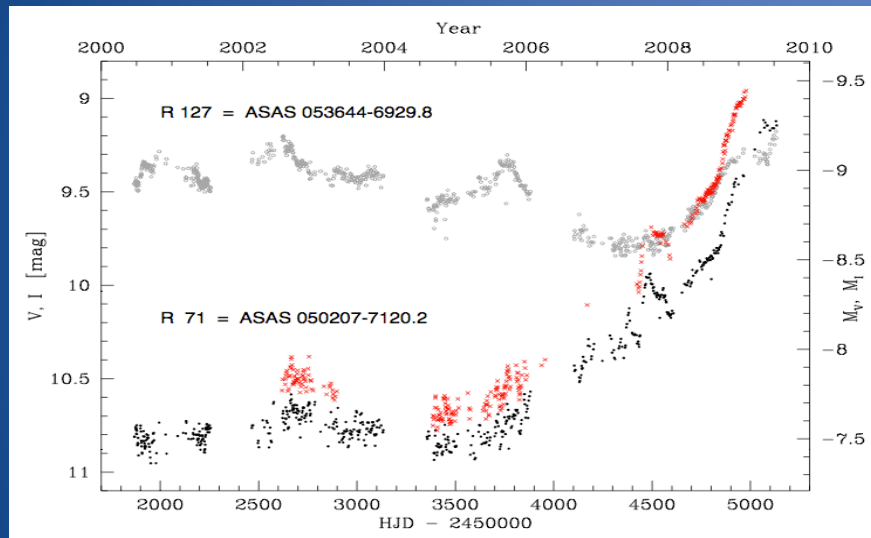 Year
2000 2002 2004 2006 2008 2010
9 -9.5
R 127 = ASAS 053644-6929.8
-9
9.5
V, I [mag]
10 -8.5
M_V, M_I
R 71 = ASAS 050207-7120.2
-8
10.5
-7.5
11
2000 2500 3000 3500 4000 4500 5000
HJD - 2450000